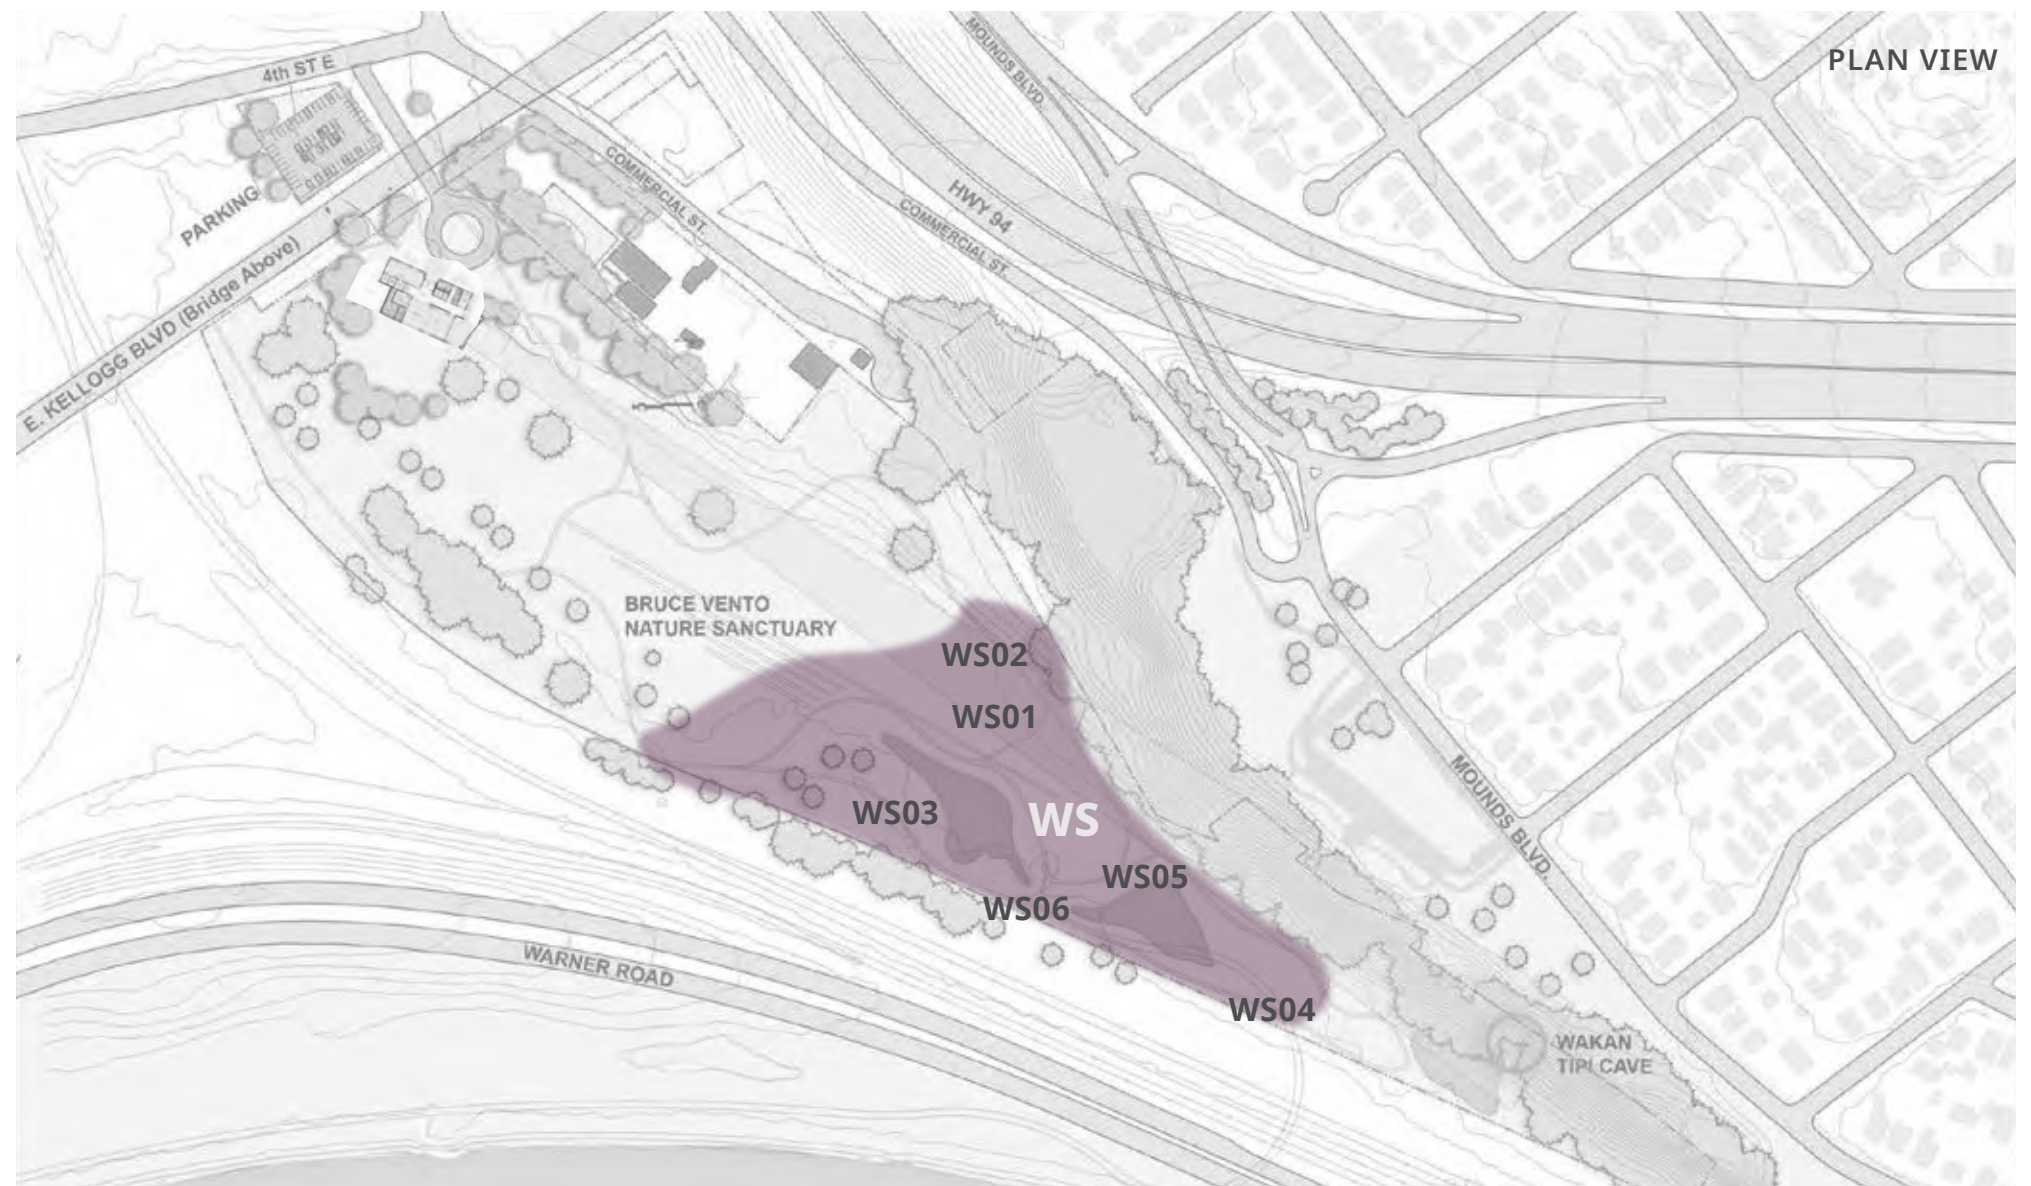 PLAN VIEW
MOUNDS BLVD.
4th ST E
PARKING
COMMERCIAL ST.
HWY 94
COMMERCIAL ST.
E. KELLOGG BLVD (Bridge Above)
BRUCE VENTO
NATURE SANCTUARY
WS02
WS01
WS03
WS
WS05
WS06
MOUNDS BLVD.
WARNER ROAD
WS04
WAKAN
TIPI CAVE